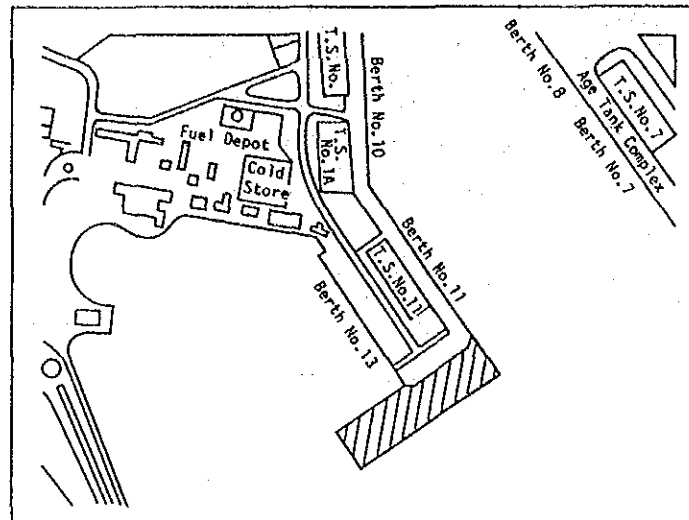 T.S.No.
Berth No.10
Berth No.8
Age Tank Complex
T.S.No.7
Berth No.7
Fuel Depot
T.S.
No.1A
Cold
Store
Berth No.11
T.S.No.11
Berth No.13